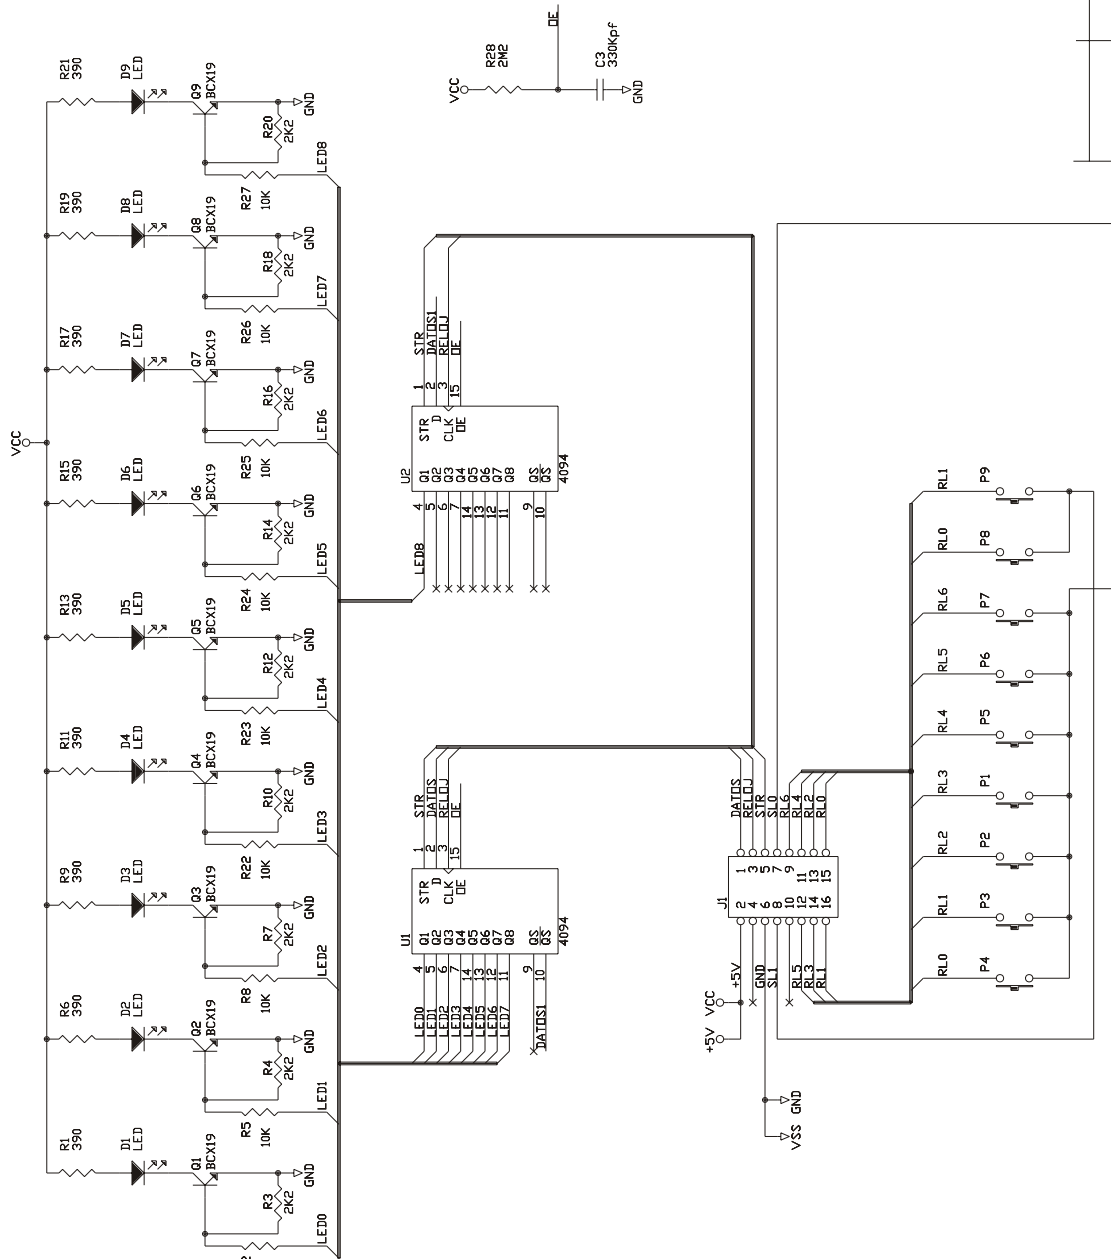 VCC
R21 390
D9 LED
Q9 BCX19
R20 2K2
GND
R27 10K
LED8
R19 390
D8 LED
Q8 BCX19
R18 2K2
GND
R26 10K
LED7
R17 390
D7 LED
Q7 BCX19
R16 2K2
GND
R25 10K
LED6
R15 390
D6 LED
Q6 BCX19
R14 2K2
GND
R24 10K
LED5
R13 390
D5 LED
Q5 BCX19
R12 2K2
GND
R23 10K
LED4
R11 390
D4 LED
Q4 BCX19
R10 2K2
GND
R22 10K
LED3
R9 390
D3 LED
Q3 BCX19
R7 2K2
GND
R8 10K
LED2
R6 390
D2 LED
Q2 BCX19
R4 2K2
GND
R5 10K
LED1
R1 390
D1 LED
Q1 BCX19
R3 2K2
GND
LED0
VCC
R28 2M2
OE
C3 330Kpf
GND
STR
DATOS1
RELOJ
OE
1
2
3
15
STR
D
CLK
OE
U2
Q1
Q2
Q3
Q4
Q5
Q6
Q7
Q8
QS
QS
4094
4
5
6
7
14
13
12
11
9
10
LED8
STR
DATOS
RELOJ
OE
1
2
3
15
STR
D
CLK
OE
U1
Q1
Q2
Q3
Q4
Q5
Q6
Q7
Q8
QS
QS
4094
4
5
6
7
14
13
12
11
9
10
LED0
LED1
LED2
LED3
LED4
LED5
LED6
LED7
DATOS1
DATOS
RELOJ
STR
SL0
RL6
RL4
RL2
RL0
J1
1 2
3 4
5 6
7 8
9 10
11 12
13 14
15 16
+5V
GND
SL1
RL5
RL3
RL1
+5V VCC
VSS GND
RL1 P9
RL0 P8
RL6 P7
RL5 P6
RL4 P5
RL3 P1
RL2 P2
RL1 P3
RL0 P4